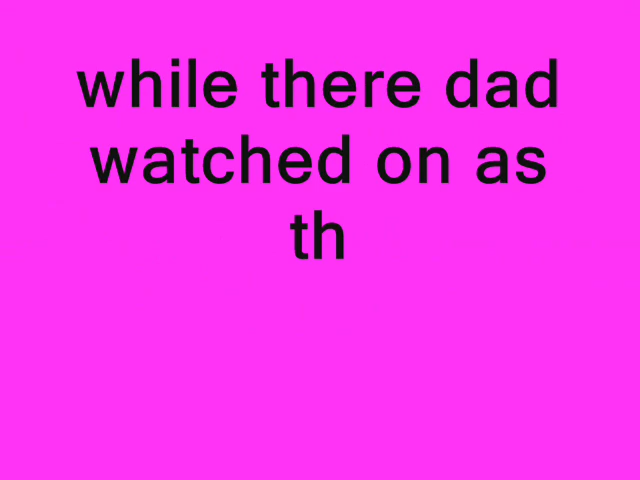 while there dad
watched on as
th